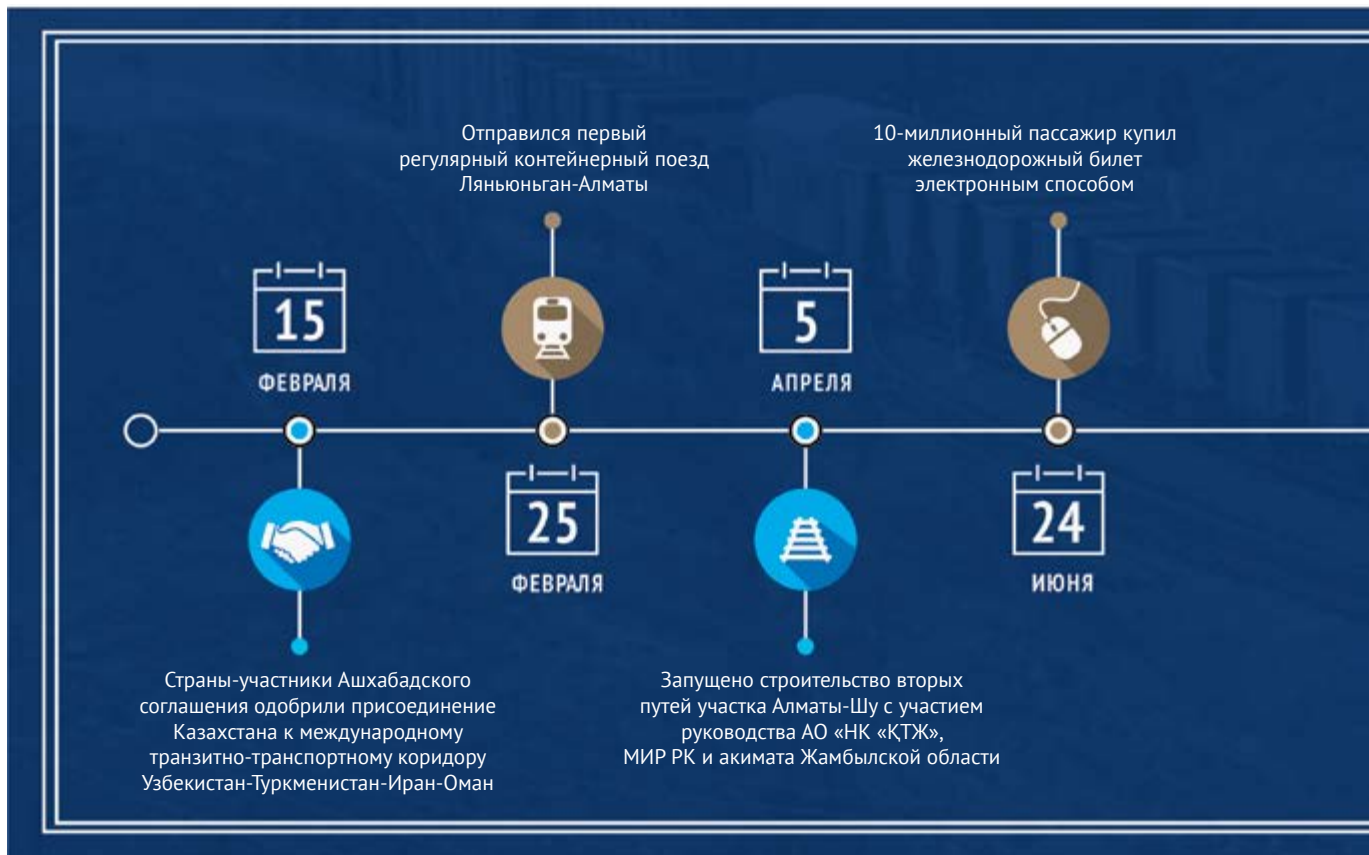 15
ФЕВРАЛЯ
Страны-участники Ашхабадского
соглашения одобрили присоединение
Казахстана к международному
транзитно-транспортному коридору
Узбекистан-Туркменистан-Иран-Оман
Отправился первый
регулярный контейнерный поезд
Ляньюньган-Алматы
25
ФЕВРАЛЯ
5
АПРЕЛЯ
Запущено строительство вторых
путей участка Алматы-Шу с участием
руководства АО «НК «ҚТЖ»,
МИР РК и акимата Жамбылской области
10-миллионный пассажир купил
железнодорожный билет
электронным способом
24
ИЮНЯ